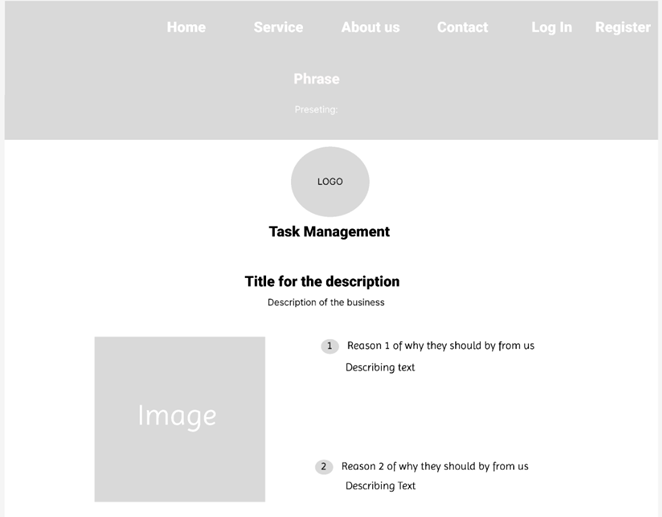 Home Service About us Contact Log In Register
Phrase
Preseting:
LOGO
Task Management
Title for the description
Description of the business
Image
1 Reason 1 of why they should by from us
Describing text
2 Reason 2 of why they should by from us
Describing Text